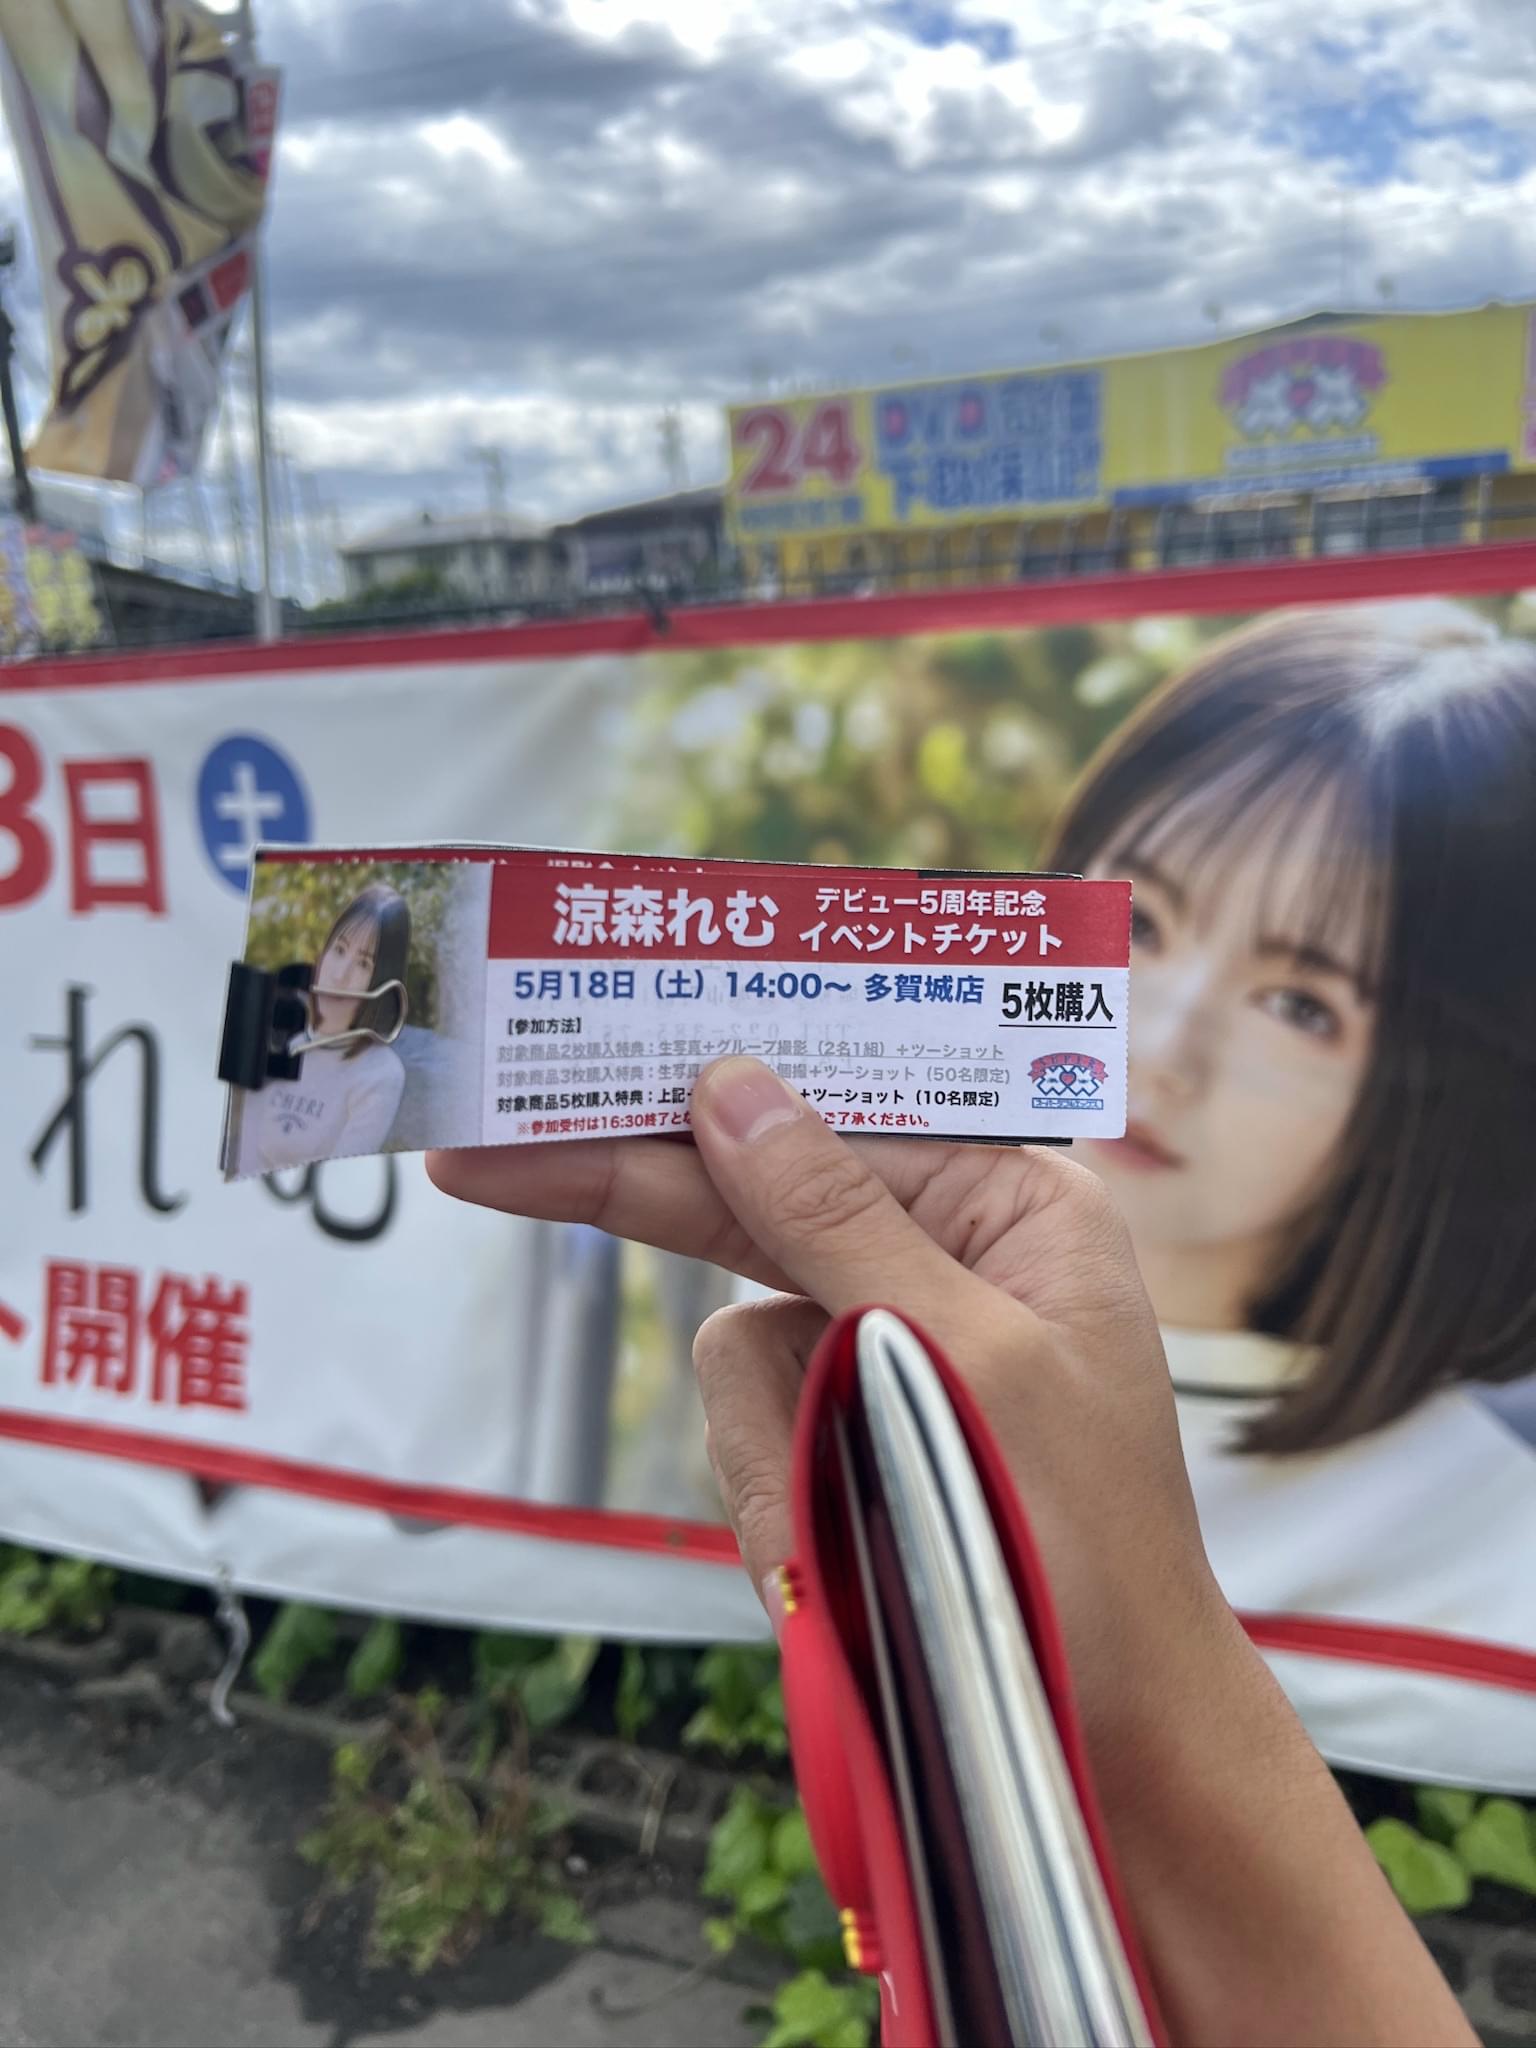 24
DVD
8日 土
れむ
ト開催
涼森れむ デビュー5周年記念
イベントチケット
5月18日（土）14:00〜 多賀城店 5枚購入
【参加方法】
対象商品2枚購入特典：生写真+グループ撮影（2名1組）+ツーショット
対象商品3枚購入特典：生写真 個撮+ツーショット（50名限定）
対象商品5枚購入特典：上記 +ツーショット（10名限定）
※参加受付は16:30終了とな ご了承ください。
CHERI